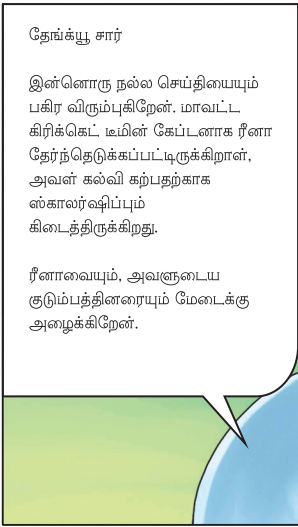 தேங்க்யூ சார்
இன்னொரு நல்ல செய்தியையும்
பகிர விரும்புகிறேன். மாவட்ட
கிரிக்கெட் டீமின் கேப்டனாக ரீனா
தேர்ந்தெடுக்கப்பட்டிருக்கிறாள்,
அவள் கல்வி கற்பதற்காக
ஸ்காலர்ஷிப்பும்
கிடைத்திருக்கிறது.
ரீனாவையும், அவளுடைய
குடும்பத்தினரையும் மேடைக்கு
அழைக்கிறேன்.